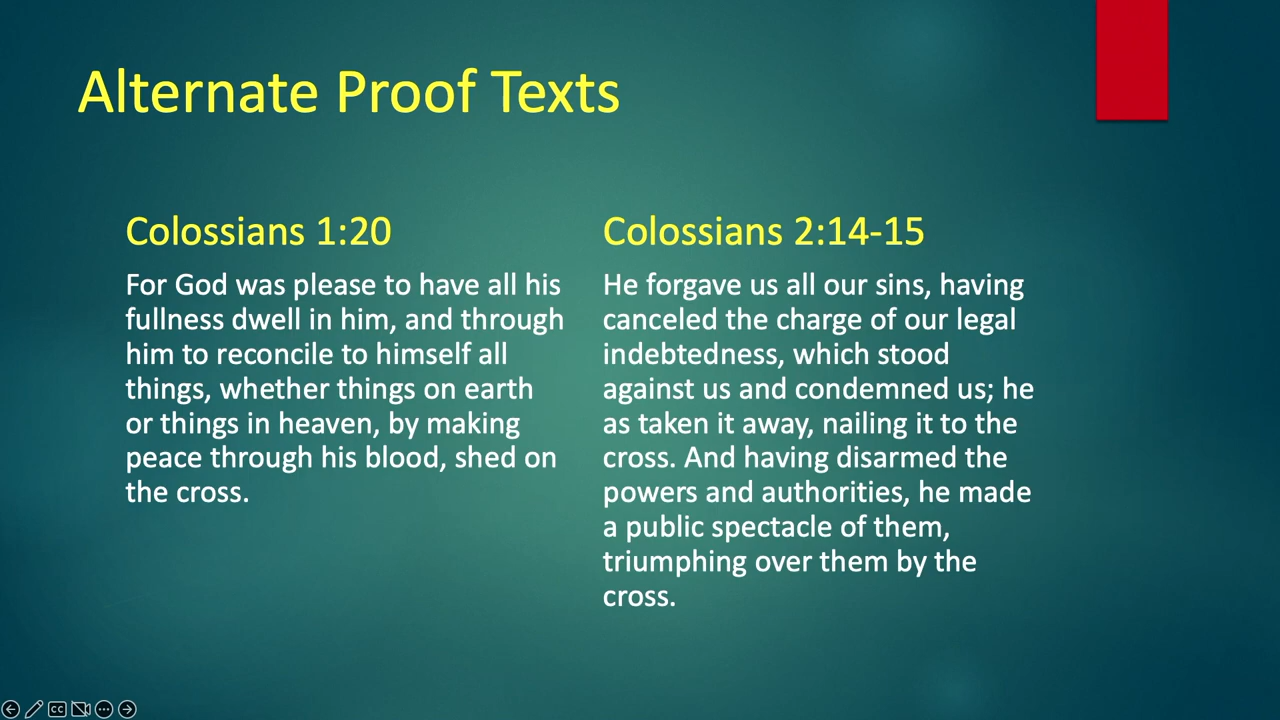 Alternate Proof Texts
Colossians 1:20
For God was please to have all his
fullness dwell in him, and through
him to reconcile to himself all
things, whether things on earth
or things in heaven, by making
peace through his blood, shed on
the cross.
Colossians 2:14-15
He forgave us all our sins, having
canceled the charge of our legal
indebtedness, which stood
against us and condemned us; he
as taken it away, nailing it to the
cross. And having disarmed the
powers and authorities, he made
a public spectacle of them,
triumphing over them by the
cross.
CC